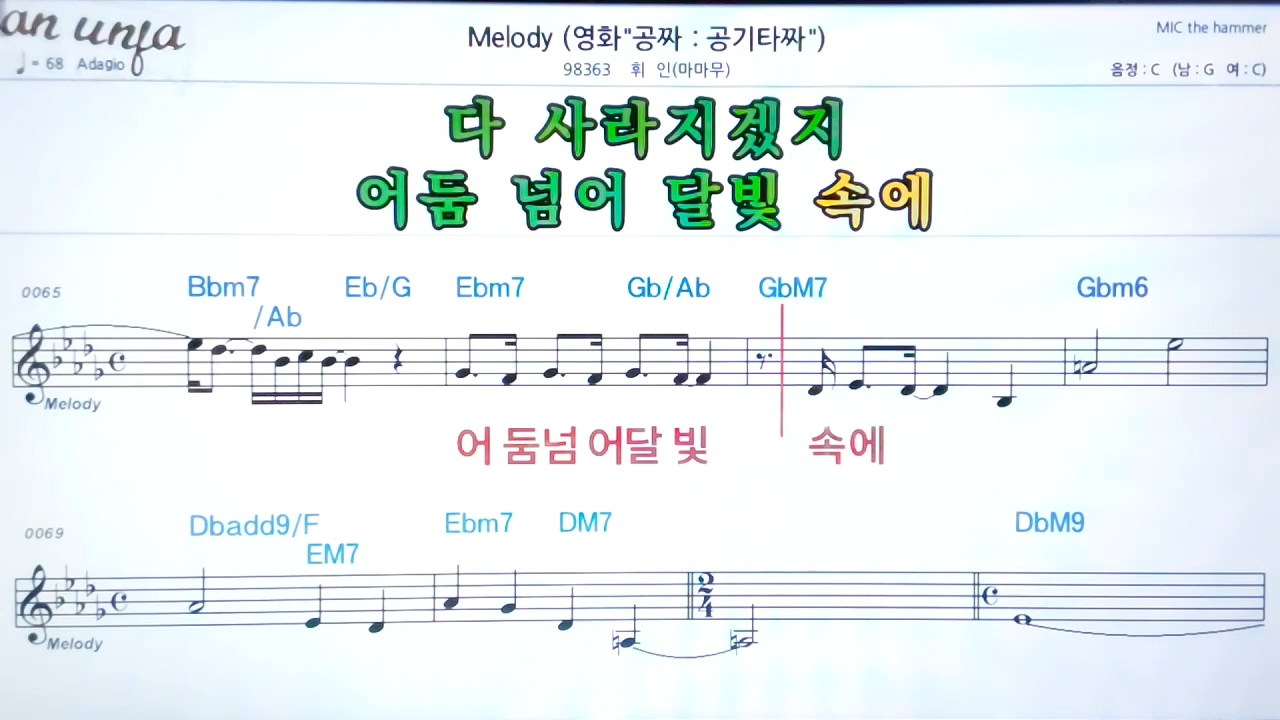 an unfa
Melody (영화"공짜 : 공기타짜")
MIC the hammer
♩= 68 Adagio
98363 휘 인(마마무)
음정 : C (남 : G 여 : C)
다 사라지겠지
어둠 넘어 달빛 속에
0065
Bbm7 /Ab Eb/G Ebm7 Gb/Ab GbM7 Gbm6
Melody
어 둠넘 어달 빛 속에
0069
Dbadd9/F EM7 Ebm7 DM7 DbM9
2/4
Melody